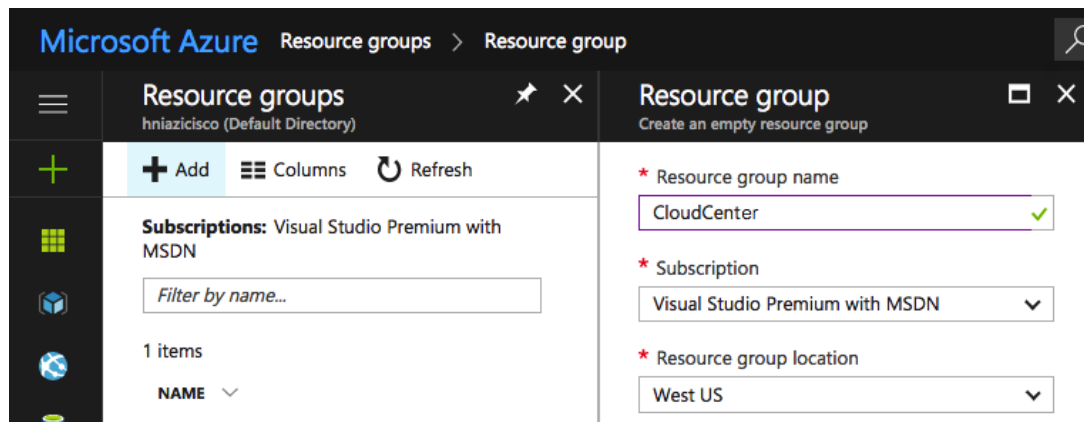 Microsoft Azure Resource groups > Resource group
Resource groups
hniazicisco (Default Directory)
Add Columns Refresh
Subscriptions: Visual Studio Premium with
MSDN
Filter by name...
1 items
NAME
Resource group
Create an empty resource group
* Resource group name
CloudCenter
* Subscription
Visual Studio Premium with MSDN
* Resource group location
West US